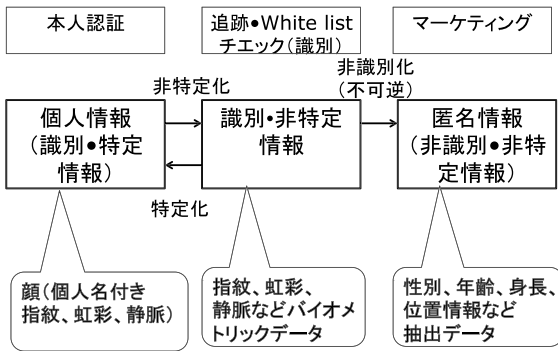 本人認証
追跡●White list
チェック（識別）
マーケティング
非特定化
非識別化
（不可逆）
個人情報
（識別●特定
情報）
識別・非特定
情報
匿名情報
（非識別●非特
定情報）
特定化
顔（個人名付き
指紋、虹彩、静脈）
指紋、虹彩、
静脈などバイオメ
トリックデータ
性別、年齢、身長、
位置情報など
抽出データ